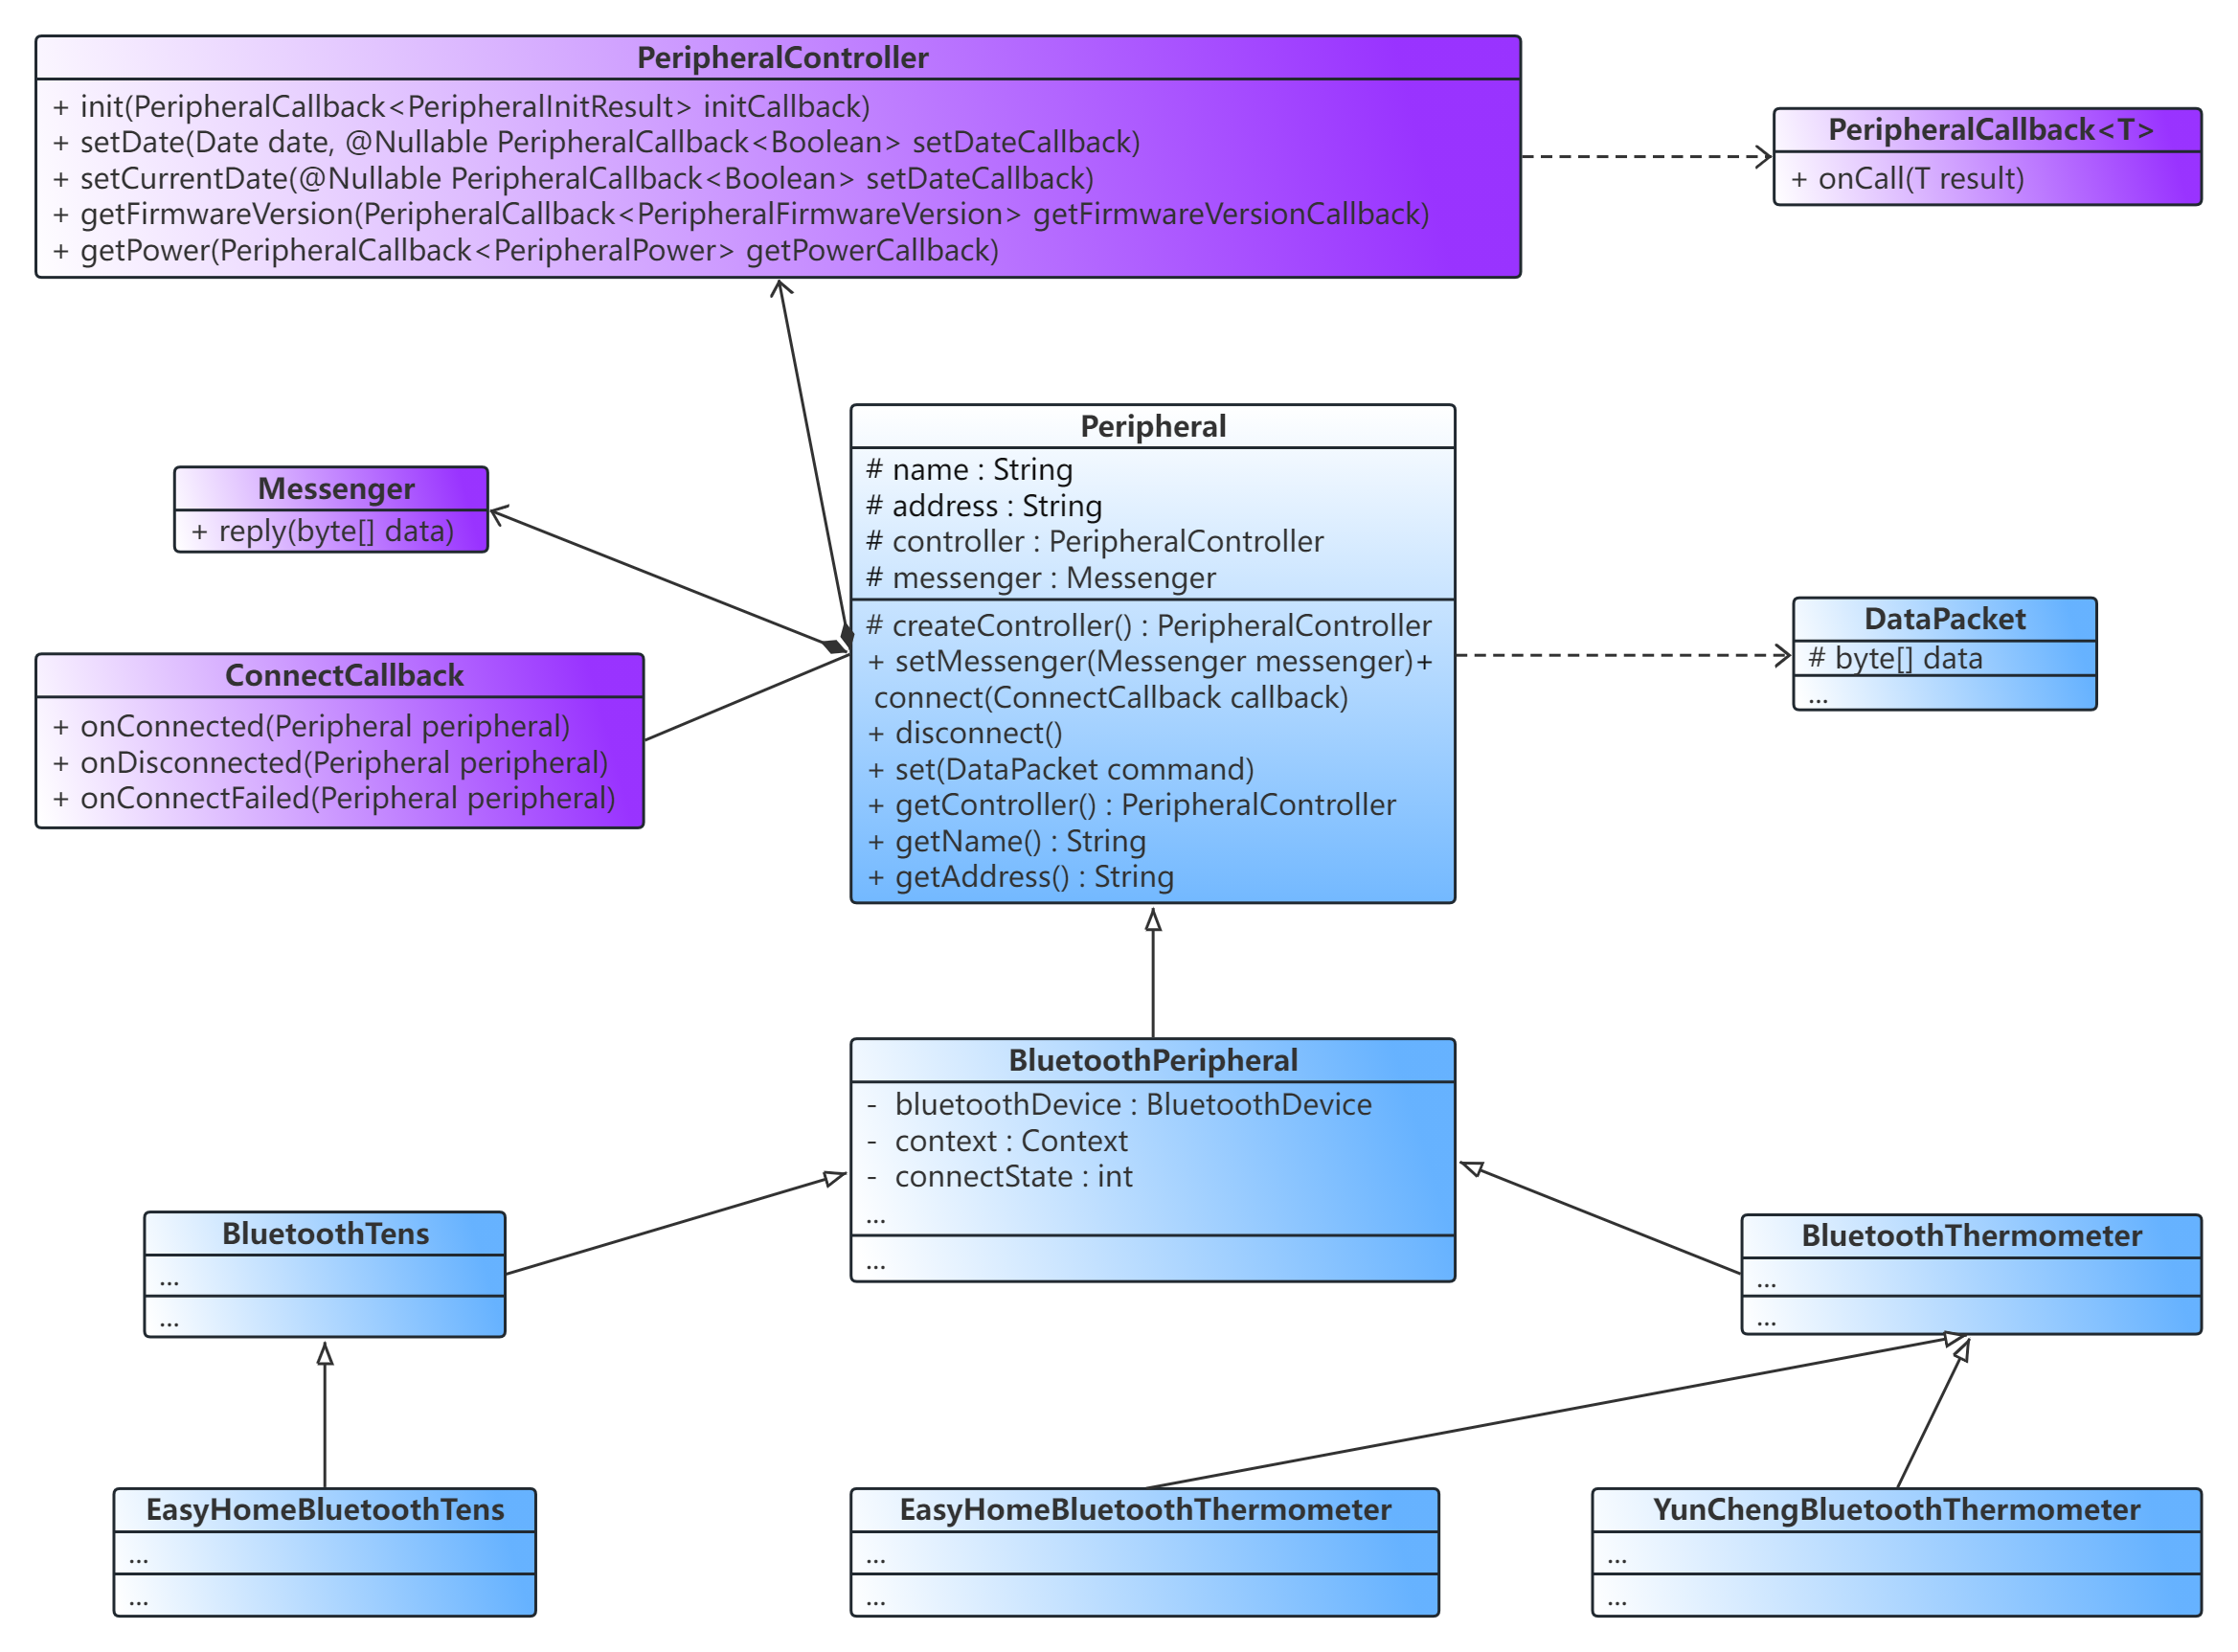 PeripheralController
+ init(PeripheralCallback<PeripheralInitResult> initCallback)
+ setDate(Date date, @Nullable PeripheralCallback<Boolean> setDateCallback)
+ setCurrentDate(@Nullable PeripheralCallback<Boolean> setDateCallback)
+ getFirmwareVersion(PeripheralCallback<PeripheralFirmwareVersion> getFirmwareVersionCallback)
+ getPower(PeripheralCallback<PeripheralPower> getPowerCallback)
PeripheralCallback<T>
+ onCall(T result)
Peripheral
# name : String
# address : String
# controller : PeripheralController
# messenger : Messenger
# createController() : PeripheralController
+ setMessenger(Messenger messenger)+
connect(ConnectCallback callback)
+ disconnect()
+ set(DataPacket command)
+ getController() : PeripheralController
+ getName() : String
+ getAddress() : String
Messenger
+ reply(byte[] data)
ConnectCallback
+ onConnected(Peripheral peripheral)
+ onDisconnected(Peripheral peripheral)
+ onConnectFailed(Peripheral peripheral)
DataPacket
# byte[] data
...
BluetoothPeripheral
- bluetoothDevice : BluetoothDevice
- context : Context
- connectState : int
...
...
BluetoothTens
...
...
BluetoothThermometer
...
...
EasyHomeBluetoothTens
...
...
EasyHomeBluetoothThermometer
...
...
YunChengBluetoothThermometer
...
...